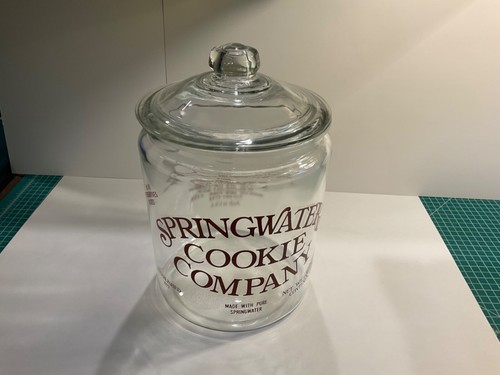 SPRINGWATER
COOKIE
COMPANY
MADE WITH PURE
SPRINGWATER